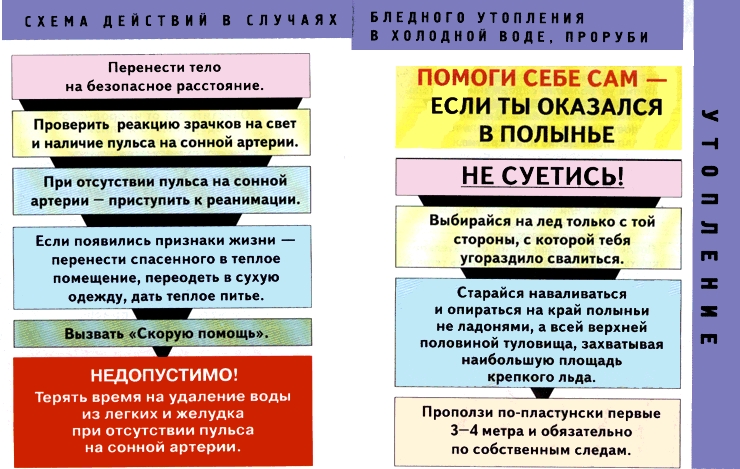 СХЕМА ДЕЙСТВИЙ В СЛУЧАЯХ
БЛЕДНОГО УТОПЛЕНИЯ
В ХОЛОДНОЙ ВОДЕ, ПРОРУБИ
Перенести тело
на безопасное расстояние.
Проверить реакцию зрачков на свет
и наличие пульса на сонной артерии.
При отсутствии пульса на сонной
артерии — приступить к реанимации.
Если появились признаки жизни —
перенести спасенного в теплое
помещение, переодеть в сухую
одежду, дать теплое питье.
Вызвать «Скорую помощь».
НЕДОПУСТИМО!
Терять время на удаление воды
из легких и желудка
при отсутствии пульса
на сонной артерии.
ПОМОГИ СЕБЕ САМ —
ЕСЛИ ТЫ ОКАЗАЛСЯ
В ПОЛЫНЬЕ
НЕ СУЕТИСЬ!
Выбирайся на лед только с той
стороны, с которой тебя
угораздило свалиться.
Старайся наваливаться
и опираться на край полыньи
не ладонями, а всей верхней
половиной туловища, захватывая
наибольшую площадь
крепкого льда.
Проползи по-пластунски первые
3—4 метра и обязательно
по собственным следам.
УТОПЛЕНИЕ